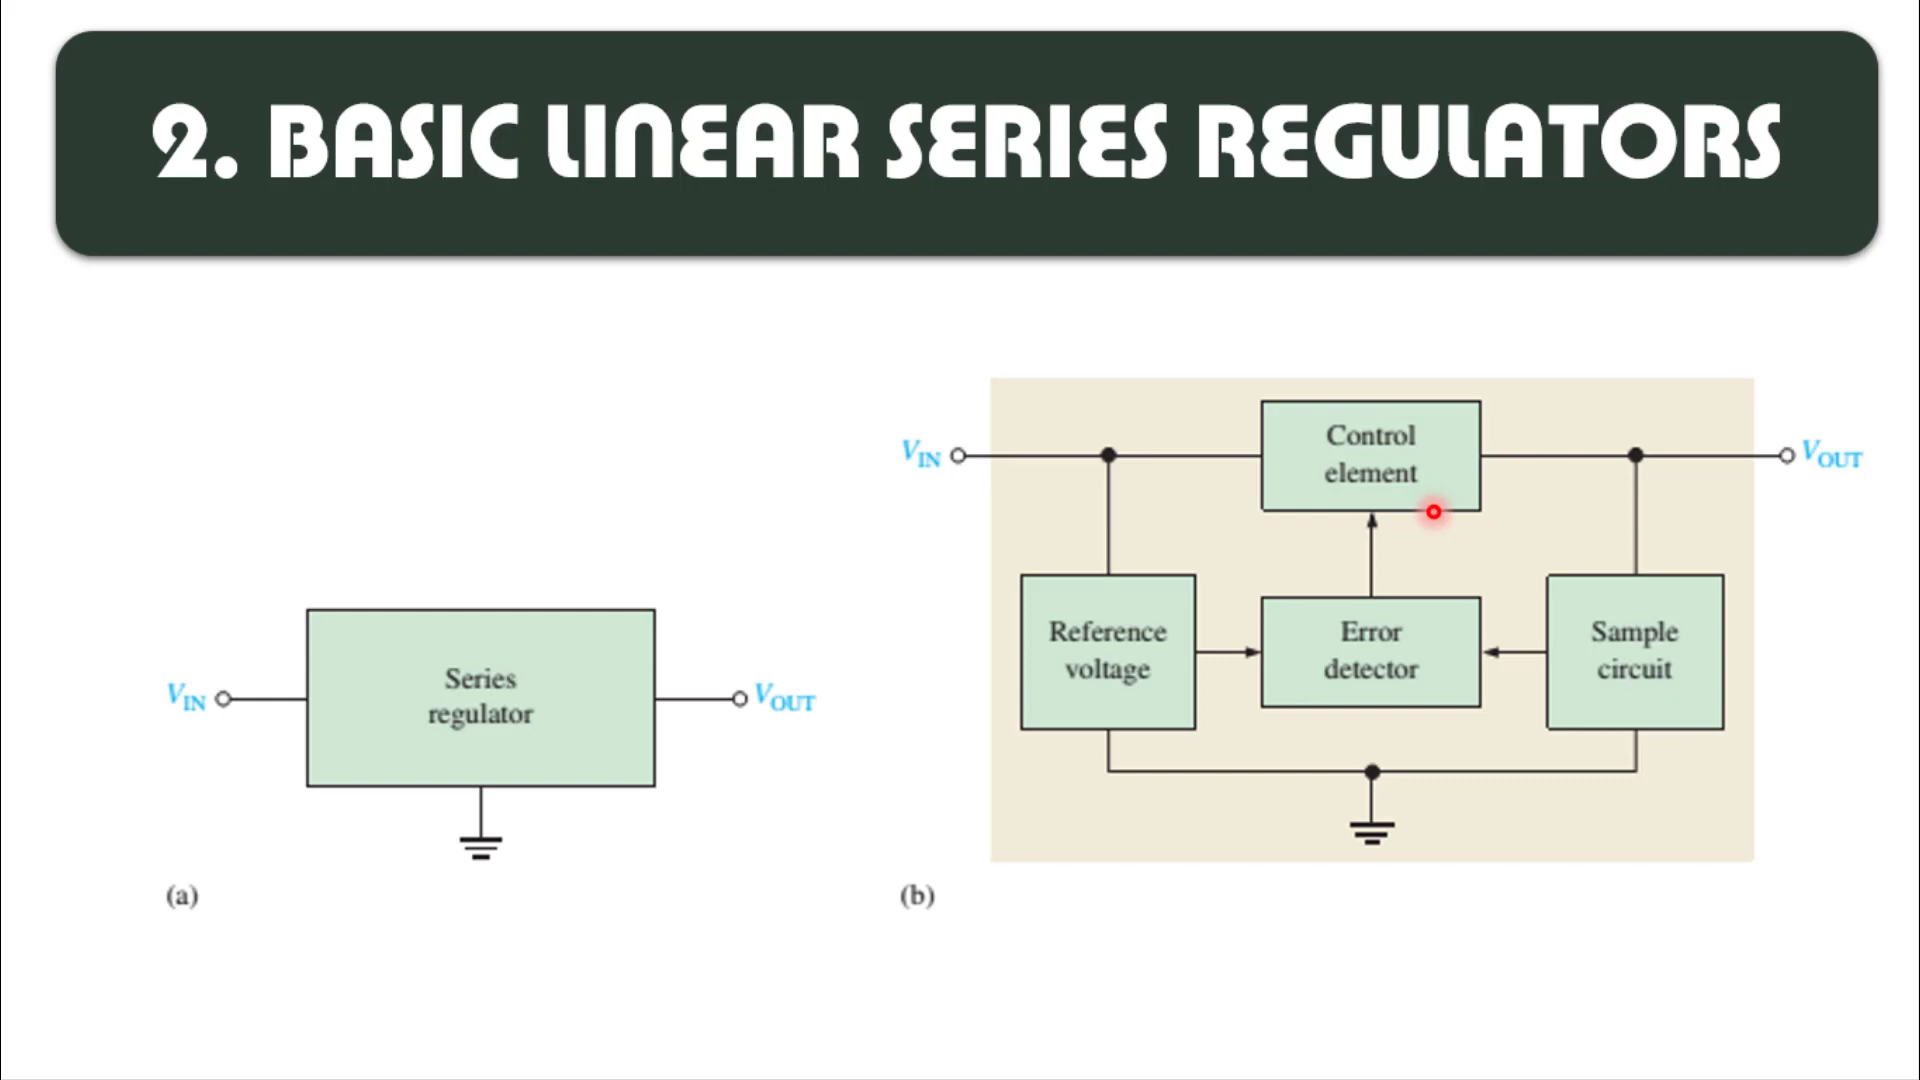 2. BASIC LINEAR SERIES REGULATORS
VIN
Series
regulator
VOUT
(a)
VIN
Control
element
VOUT
Reference
voltage
Error
detector
Sample
circuit
(b)